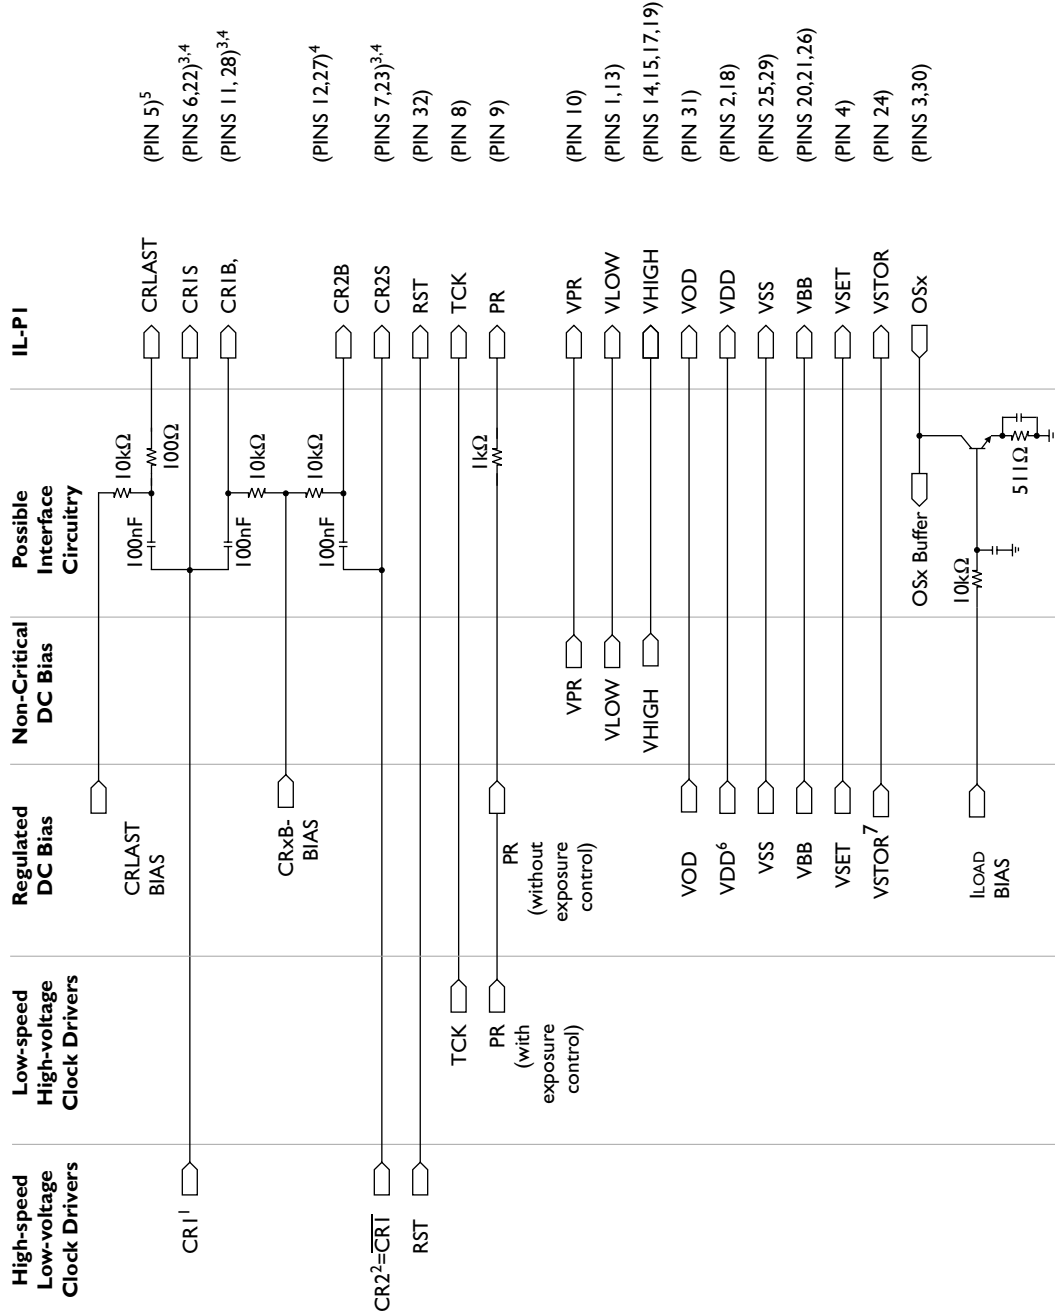 High-speed
Low-voltage
Clock Drivers
Low-speed
High-voltage
Clock Drivers
Regulated
DC Bias
Non-Critical
DC Bias
Possible
Interface
Circuitry
IL-P1
CRLAST
BIAS
10kΩ
100nF
100Ω
CRLAST
(PIN 5)⁵
CR1¹
CR1S
(PINS 6,22)³,⁴
100nF
CR1B,
(PINS 11, 28)³,⁴
10kΩ
CRxB-
BIAS
10kΩ
100nF
CR2B
(PINS 12,27)⁴
CR2²=C̅R̅1̅
CR2S
(PINS 7,23)³,⁴
RST
RST
(PIN 32)
TCK
TCK
(PIN 8)
PR
(with
exposure
control)
PR
(without
exposure
control)
1kΩ
PR
(PIN 9)
VPR
VPR
(PIN 10)
VLOW
VLOW
(PINS 1,13)
VHIGH
VHIGH
(PINS 14,15,17,19)
VOD
VOD
(PIN 31)
VDD⁶
VDD
(PINS 2,18)
VSS
VSS
(PINS 25,29)
VBB
VBB
(PINS 20,21,26)
VSET
VSET
(PIN 4)
VSTOR⁷
VSTOR
(PIN 24)
OSx Buffer
OSx
(PINS 3,30)
ILOAD
BIAS
10kΩ
511Ω